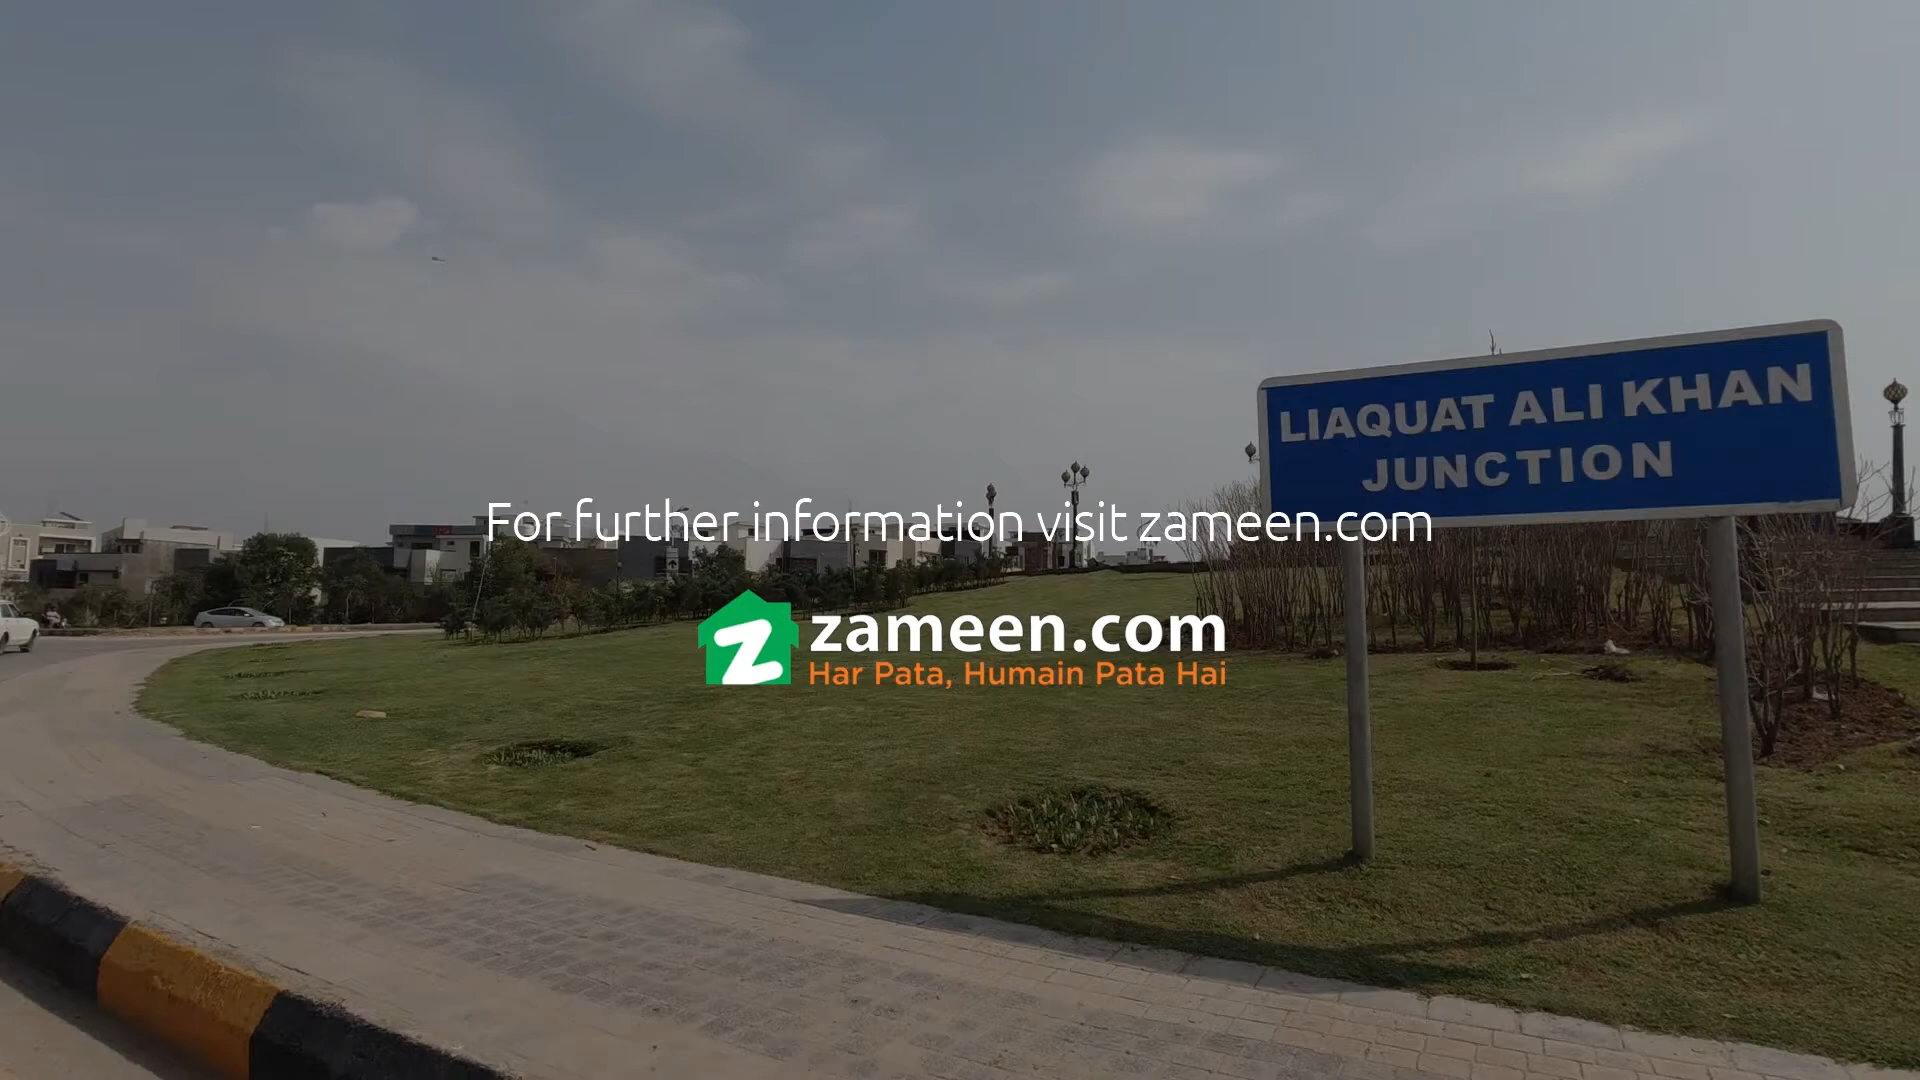 LIAQUAT ALI KHAN
JUNCTION
For further information visit zameen.com
zameen.com
Har Pata, Humain Pata Hai